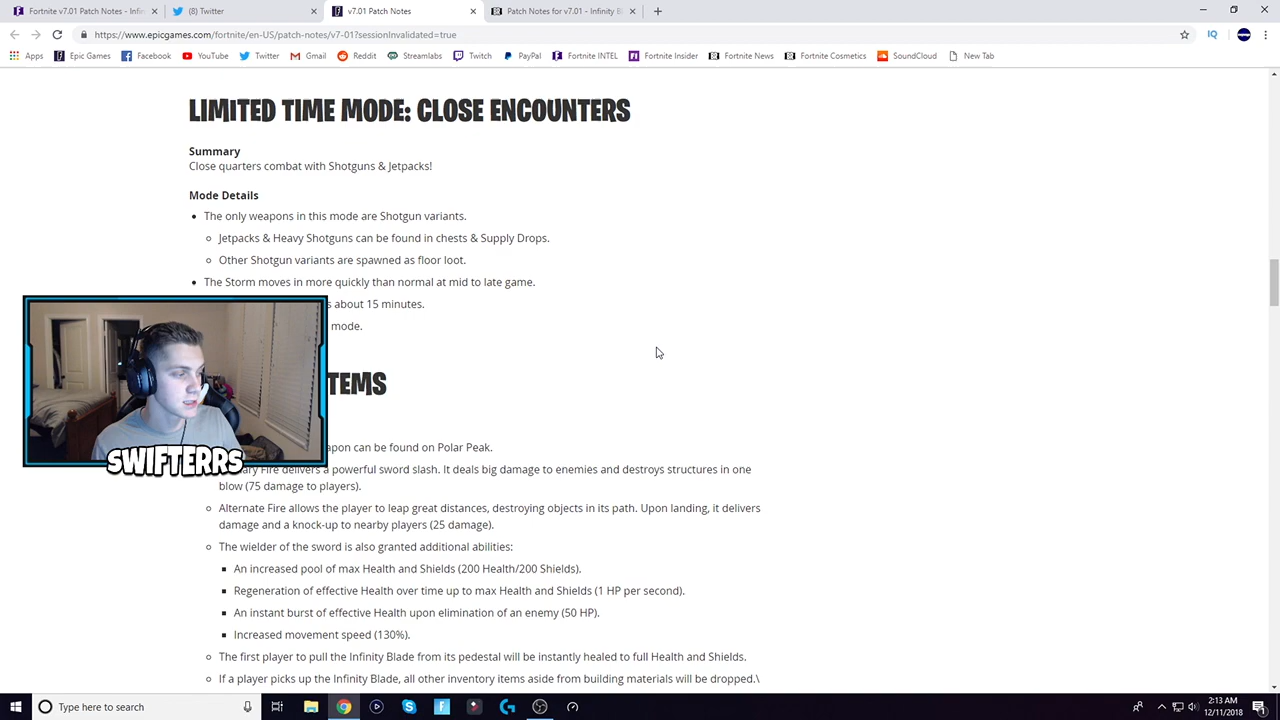 Fortnite v7.01 Patch Notes - Infin
(8) Twitter
v7.01 Patch Notes
Patch Notes for v7.01 - Infinity Bl
https://www.epicgames.com/fortnite/en-US/patch-notes/v7-01?sessionInvalidated=true
Apps Epic Games Facebook YouTube Twitter Gmail Reddit Streamlabs Twitch PayPal Fortnite INTEL Fortnite Insider Fortnite News Fortnite Cosmetics SoundCloud New Tab
LIMITED TIME MODE: CLOSE ENCOUNTERS
Summary
Close quarters combat with Shotguns & Jetpacks!
Mode Details
The only weapons in this mode are Shotgun variants.
Jetpacks & Heavy Shotguns can be found in chests & Supply Drops.
Other Shotgun variants are spawned as floor loot.
The Storm moves in more quickly than normal at mid to late game.
about 15 minutes.
mode.
TEMS
can be found on Polar Peak.
Fire delivers a powerful sword slash. It deals big damage to enemies and destroys structures in one
blow (75 damage to players).
Alternate Fire allows the player to leap great distances, destroying objects in its path. Upon landing, it delivers
damage and a knock-up to nearby players (25 damage).
The wielder of the sword is also granted additional abilities:
An increased pool of max Health and Shields (200 Health/200 Shields).
Regeneration of effective Health over time up to max Health and Shields (1 HP per second).
An instant burst of effective Health upon elimination of an enemy (50 HP).
Increased movement speed (130%).
The first player to pull the Infinity Blade from its pedestal will be instantly healed to full Health and Shields.
If a player picks up the Infinity Blade, all other inventory items aside from building materials will be dropped.\
SWIFTERRS
Type here to search
2:13 AM
12/11/2018